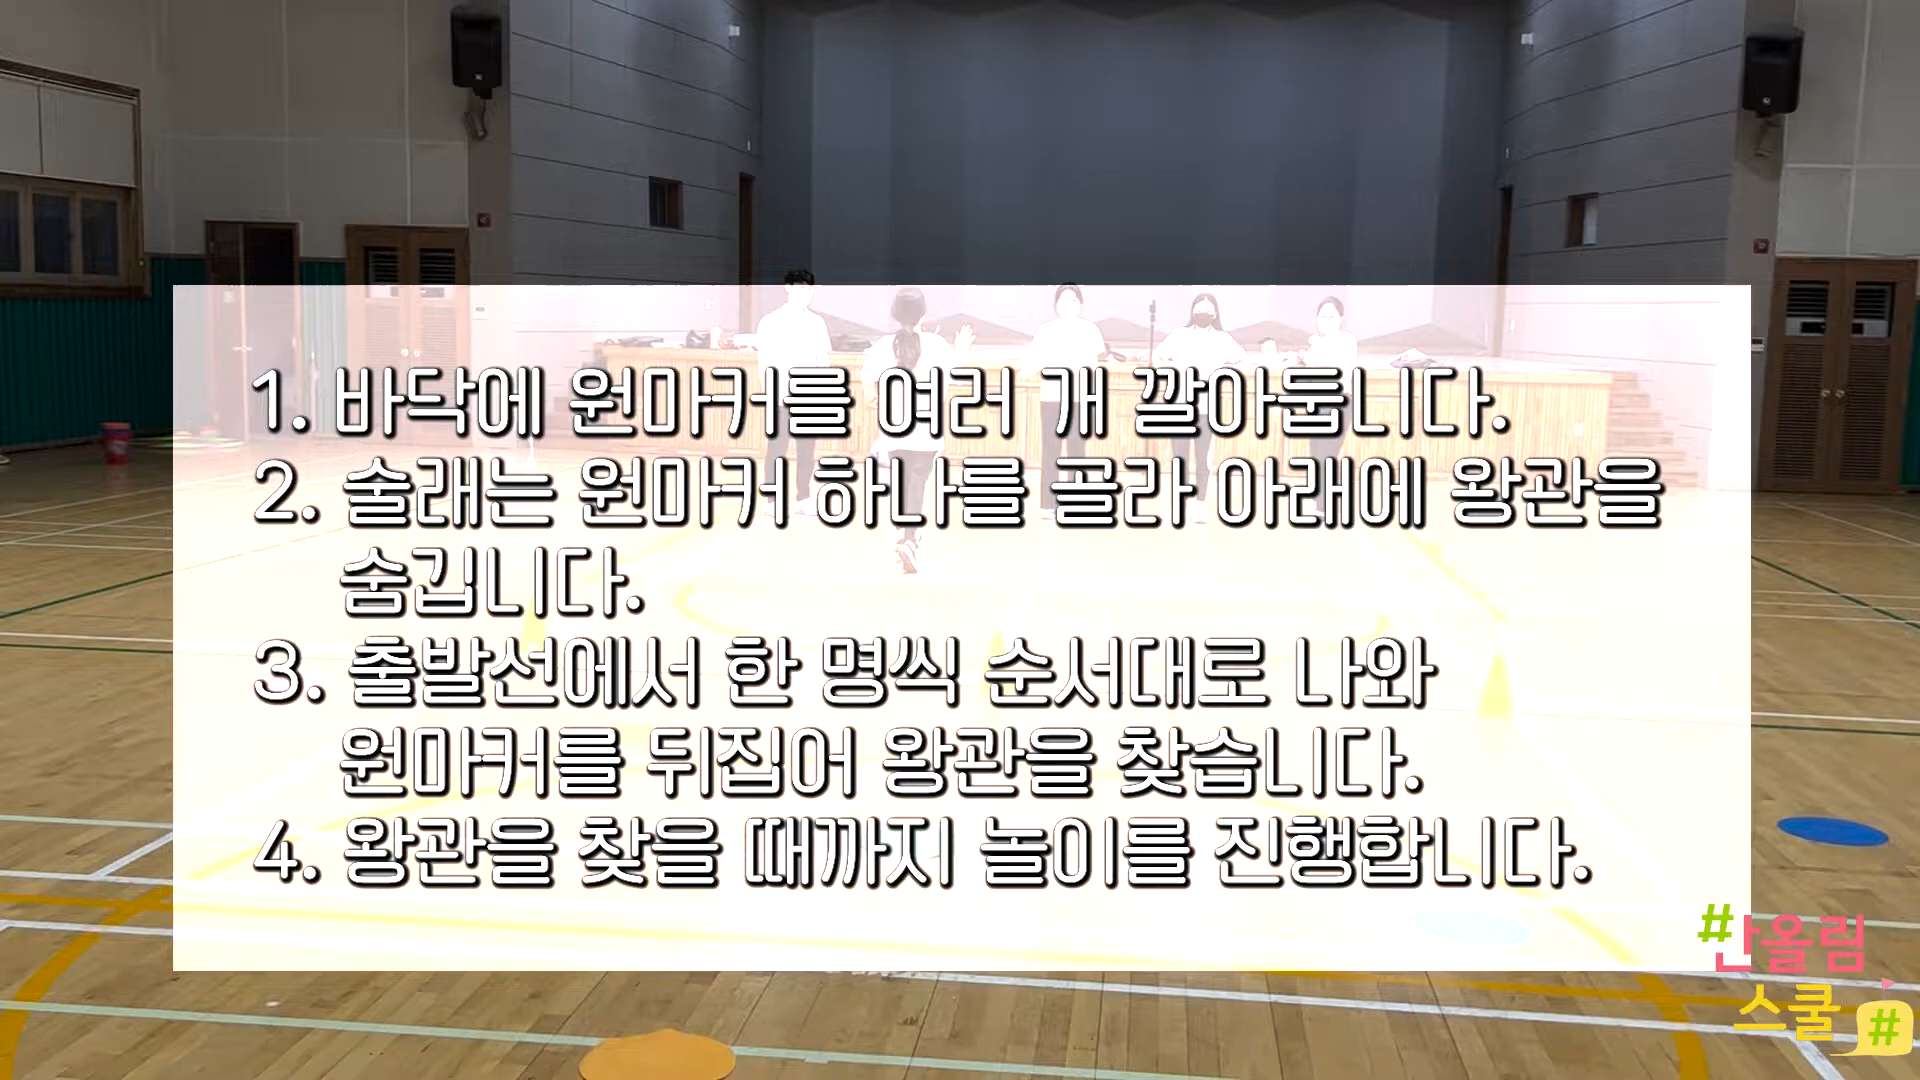 1. 바닥에 원마커를 여러 개 깔아둡니다.
2. 술래는 원마커 하나를 골라 아래에 왕관을
숨깁니다.
3. 출발선에서 한 명씩 순서대로 나와
원마커를 뒤집어 왕관을 찾습니다.
4. 왕관을 찾을 때까지 놀이를 진행합니다.
#
올림
스쿨
#